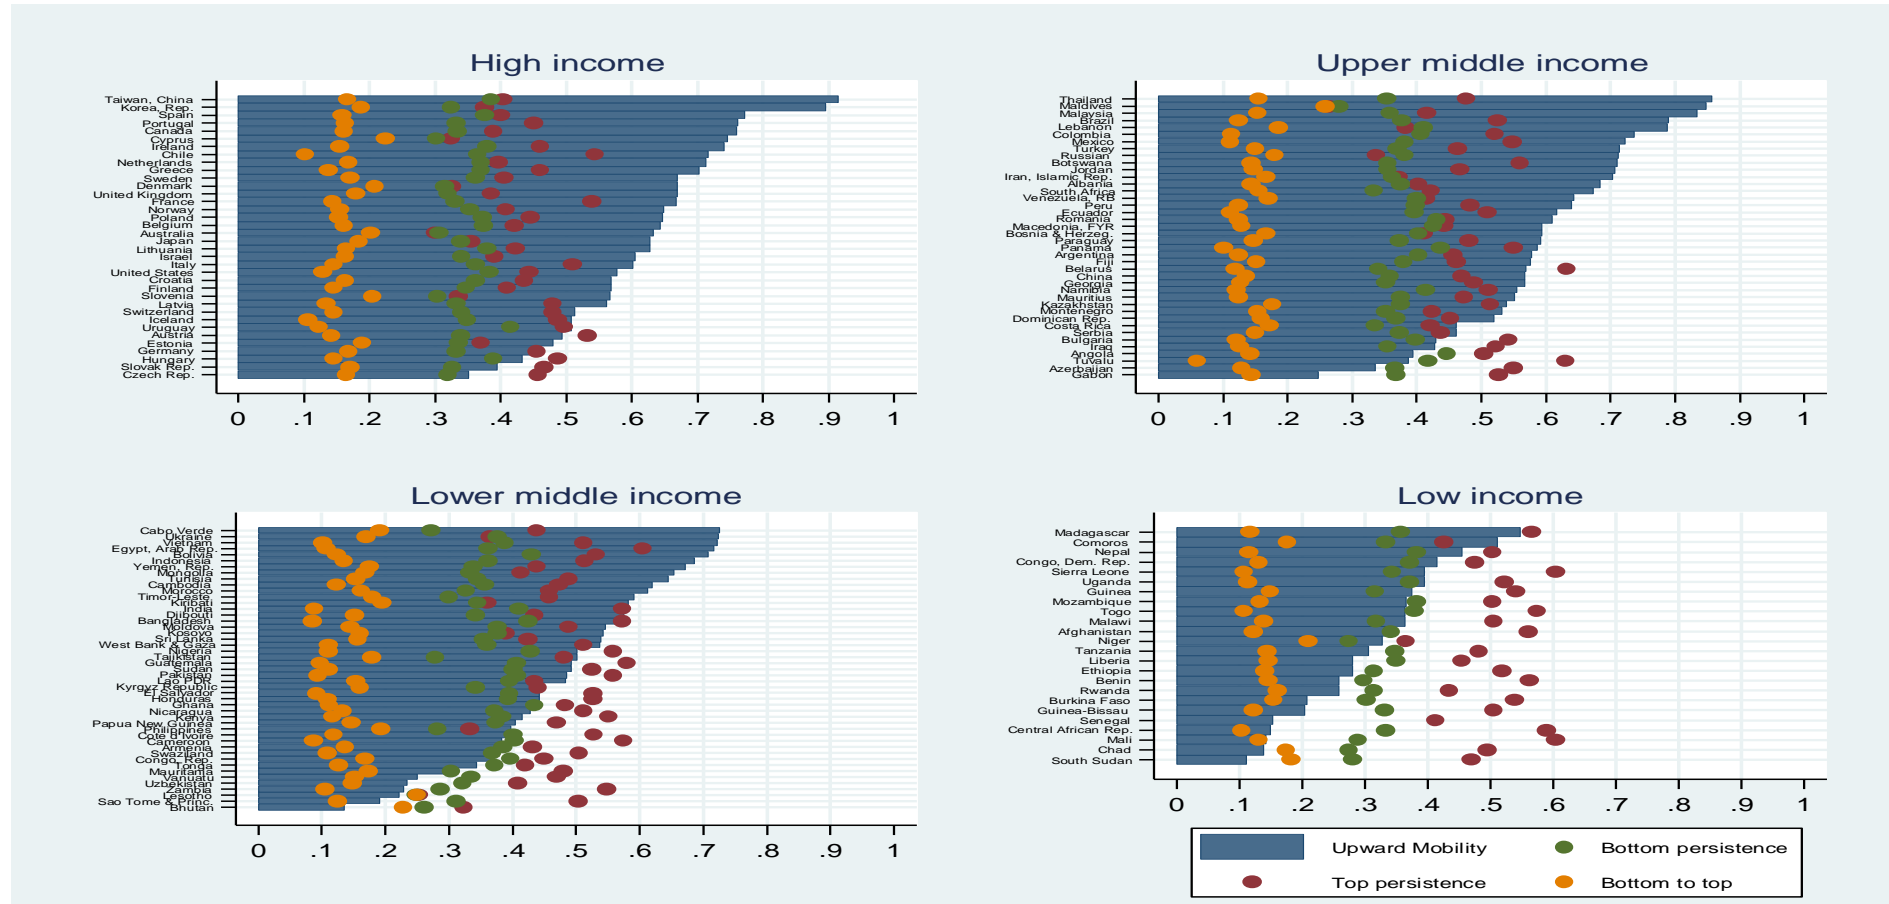 High income
Taiwan, China
Korea, Rep.
Spain
Portugal
Canada
Cyprus
Ireland
Chile
Netherlands
Greece
Sweden
Denmark
United Kingdom
France
Norway
Poland
Belgium
Australia
Japan
Lithuania
Israel
Italy
United States
Croatia
Finland
Slovenia
Latvia
Switzerland
Iceland
Uruguay
Austria
Estonia
Germany
Hungary
Slovak Rep.
Czech Rep.
0 .1 .2 .3 .4 .5 .6 .7 .8 .9 1
Upper middle income
Thailand
Maldives
Malaysia
Brazil
Lebanon
Colombia
Mexico
Turkey
Russian
Botswana
Jordan
Iran, Islamic Rep.
Albania
South Africa
Venezuela, RB
Peru
Ecuador
Romania
Macedonia, FYR
Bosnia & Herzeg.
Paraguay
Panama
Argentina
Fiji
Belarus
China
Georgia
Namibia
Mauritius
Kazakhstan
Montenegro
Dominican Rep.
Costa Rica
Serbia
Bulgaria
Iraq
Angola
Tuvalu
Azerbaijan
Gabon
0 .1 .2 .3 .4 .5 .6 .7 .8 .9 1
Lower middle income
Cabo Verde
Ukraine
Vietnam
Egypt, Arab Rep.
Bolivia
Indonesia
Yemen, Rep.
Mongolia
Tunisia
Cambodia
Morocco
Timor-Leste
Kiribati
India
Djibouti
Bangladesh
Moldova
Kosovo
Sri Lanka
West Bank & Gaza
Nigeria
Tajikistan
Guatemala
Sudan
Pakistan
Lao PDR
Kyrgyz Republic
El Salvador
Honduras
Ghana
Nicaragua
Kenya
Papua New Guinea
Philippines
Cote d'Ivoire
Cameroon
Armenia
Swaziland
Congo, Rep.
Tonga
Mauritania
Vanuatu
Uzbekistan
Zambia
Lesotho
Sao Tome & Princ.
Bhutan
0 .1 .2 .3 .4 .5 .6 .7 .8 .9 1
Low income
Madagascar
Comoros
Nepal
Congo, Dem. Rep.
Sierra Leone
Uganda
Guinea
Mozambique
Togo
Malawi
Afghanistan
Niger
Tanzania
Liberia
Ethiopia
Benin
Rwanda
Burkina Faso
Guinea-Bissau
Senegal
Central African Rep.
Mali
Chad
South Sudan
0 .1 .2 .3 .4 .5 .6 .7 .8 .9 1
Upward Mobility
Bottom persistence
Top persistence
Bottom to top